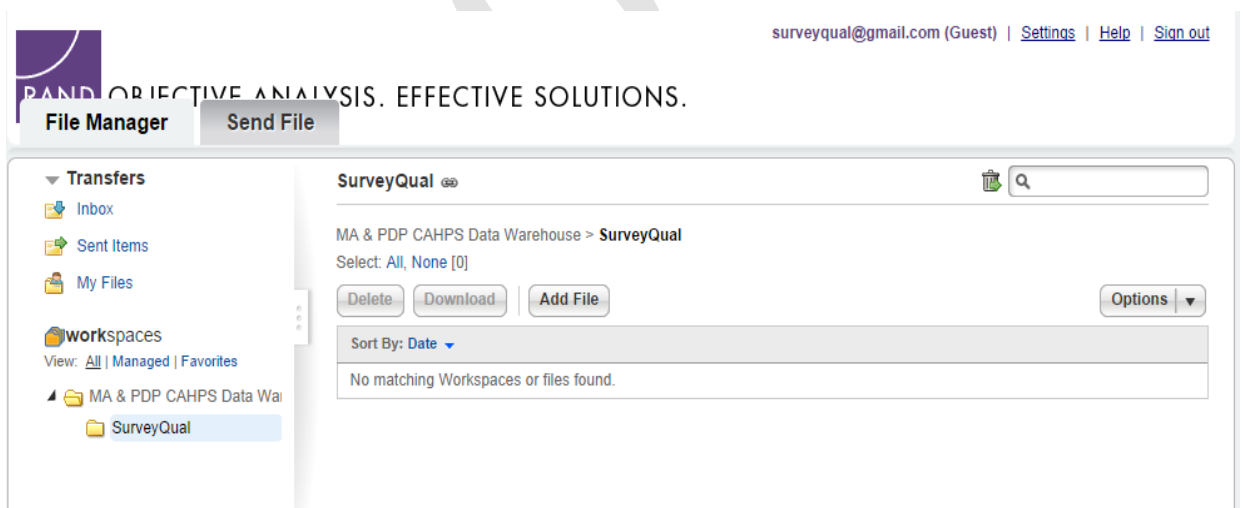 surveyqual@gmail.com (Guest) | Settings | Help | Sign out
RAND OBJECTIVE ANALYSIS. EFFECTIVE SOLUTIONS.
File Manager Send File
Transfers
Inbox
Sent Items
My Files
workspaces
View: All | Managed | Favorites
MA & PDP CAHPS Data War
SurveyQual
SurveyQual
MA & PDP CAHPS Data Warehouse > SurveyQual
Select: All, None [0]
Delete Download Add File Options
Sort By: Date
No matching Workspaces or files found.